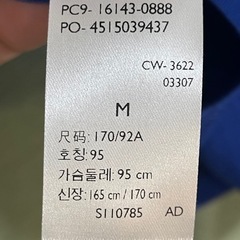 PC9- 16143-0888
PO- 4515039437
CW- 3622
03307
M
尺码: 170/92A
호칭: 95
가슴둘레: 95 cm
신장: 165 cm / 170 cm
S110785 AD